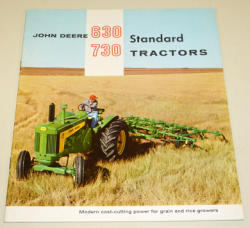 JOHN DEERE 630 Standard
730 TRACTORS
Modern cost-cutting power for grain and rice growers